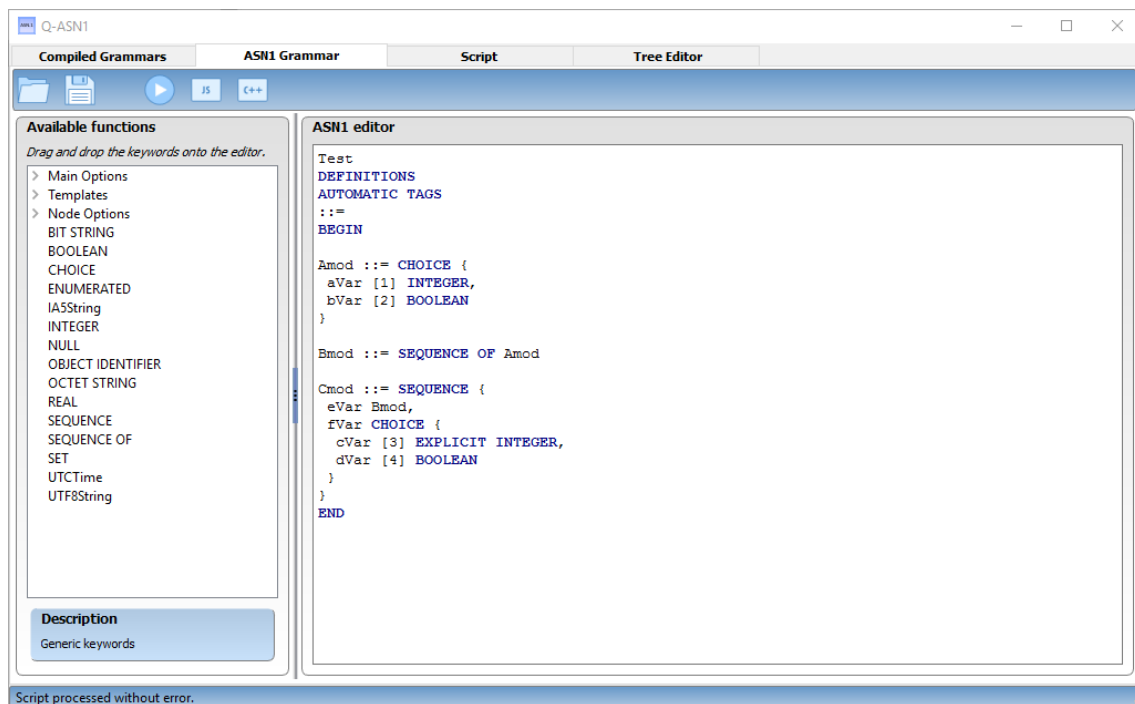 Q-ASN1
Compiled Grammars
ASN1 Grammar
Script
Tree Editor
JS
C++
Available functions
Drag and drop the keywords onto the editor.
Main Options
Templates
Node Options
BIT STRING
BOOLEAN
CHOICE
ENUMERATED
IA5String
INTEGER
NULL
OBJECT IDENTIFIER
OCTET STRING
REAL
SEQUENCE
SEQUENCE OF
SET
UTCTime
UTF8String
Description
Generic keywords
ASN1 editor
Test
DEFINITIONS
AUTOMATIC TAGS
::=
BEGIN
Amod ::= CHOICE {
aVar [1] INTEGER,
bVar [2] BOOLEAN
}
Bmod ::= SEQUENCE OF Amod
Cmod ::= SEQUENCE {
eVar Bmod,
fVar CHOICE {
cVar [3] EXPLICIT INTEGER,
dVar [4] BOOLEAN
}
}
END
Script processed without error.